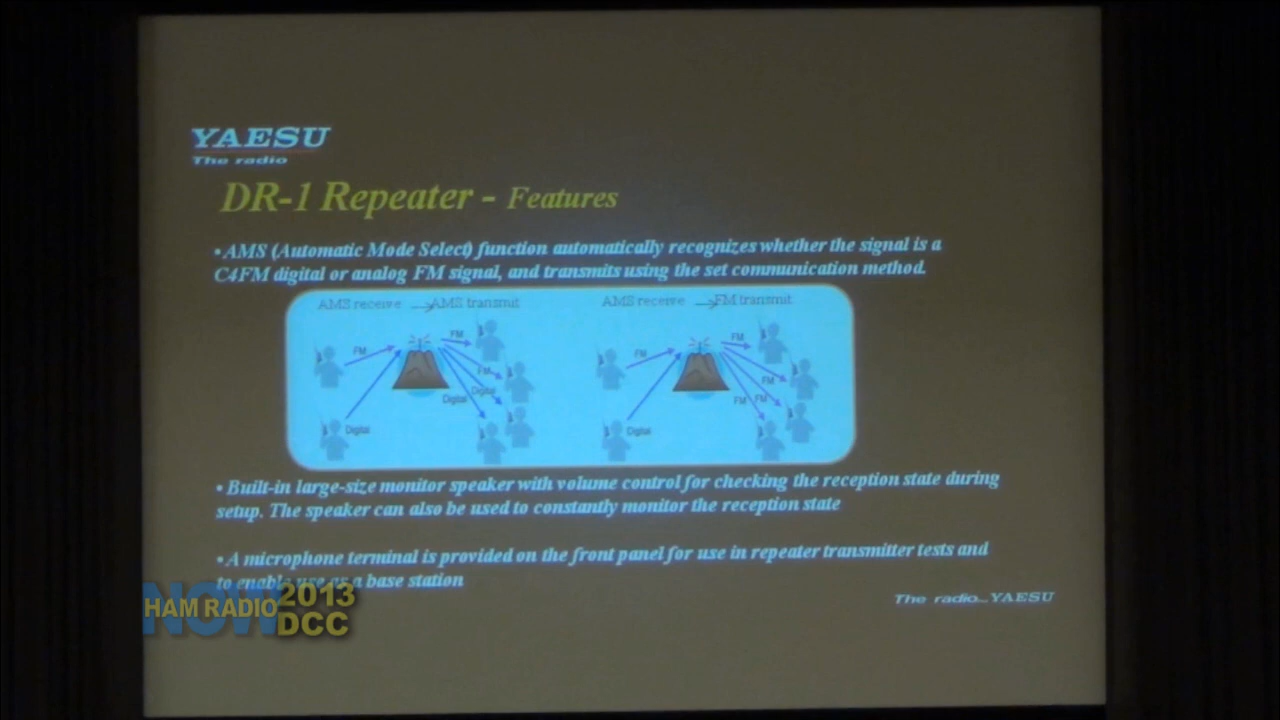 YAESU
The radio
DR-1 Repeater - Features
• AMS (Automatic Mode Select) function automatically recognizes whether the signal is a
C4FM digital or analog FM signal, and transmits using the set communication method.
AMS receive → AMS transmit
AMS receive → FM transmit
FM
FM
FM
Digital
Digital
Digital
FM
FM
FM
FM FM
Digital
• Built-in large-size monitor speaker with volume control for checking the reception state during
setup. The speaker can also be used to constantly monitor the reception state
• A microphone terminal is provided on the front panel for use in repeater transmitter tests and
to enable use as a base station
The radio...YAESU
NOW
HAM RADIO
2013
DCC